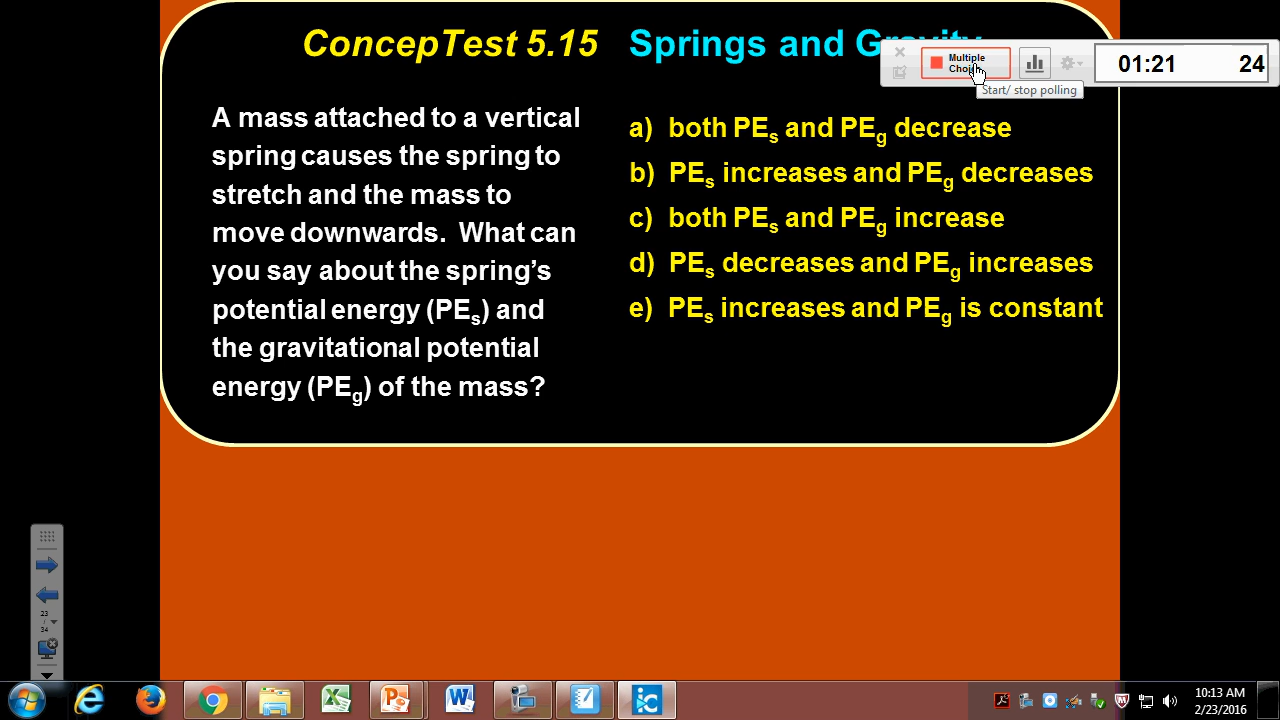 ConcepTest 5.15 Springs and Gravity
Multiple
Choice
01:21 24
Start/ stop polling
A mass attached to a vertical
spring causes the spring to
stretch and the mass to
move downwards. What can
you say about the spring’s
potential energy (PEs) and
the gravitational potential
energy (PEg) of the mass?
a) both PEs and PEg decrease
b) PEs increases and PEg decreases
c) both PEs and PEg increase
d) PEs decreases and PEg increases
e) PEs increases and PEg is constant
23
/
34
10:13 AM
2/23/2016